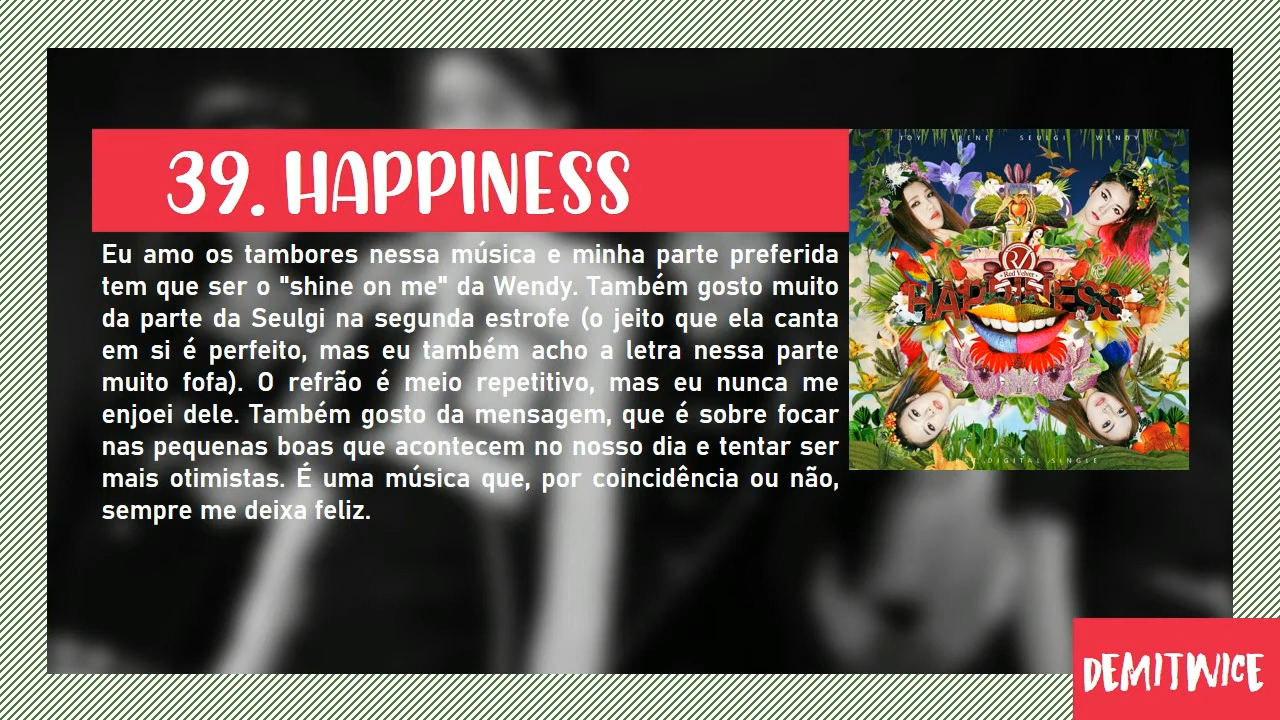 39. HAPPINESS
Eu amo os tambores nessa música e minha parte preferida
tem que ser o "shine on me" da Wendy. Também gosto muito
da parte da Seulgi na segunda estrofe (o jeito que ela canta
em si é perfeito, mas eu também acho a letra nessa parte
muito fofa). O refrão é meio repetitivo, mas eu nunca me
enjoei dele. Também gosto da mensagem, que é sobre focar
nas pequenas boas que acontecem no nosso dia e tentar ser
mais otimistas. É uma música que, por coincidência ou não,
sempre me deixa feliz.
JOY IRENE SEULGI WENDY
Red Velvet
HAPPINESS
DIGITAL SINGLE
DEMITWICE